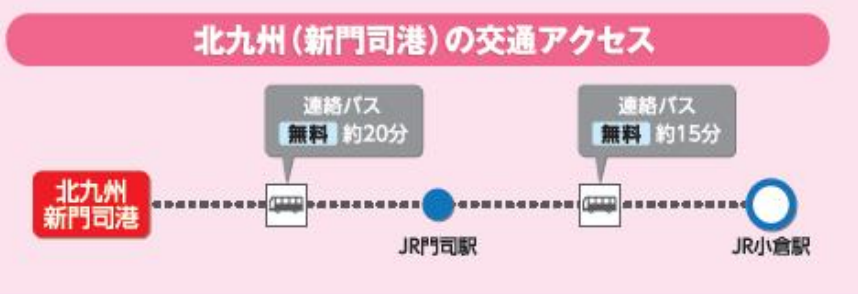 北九州（新門司港）の交通アクセス
連絡バス
無料 約20分
連絡バス
無料 約15分
北九州
新門司港
JR門司駅
JR小倉駅